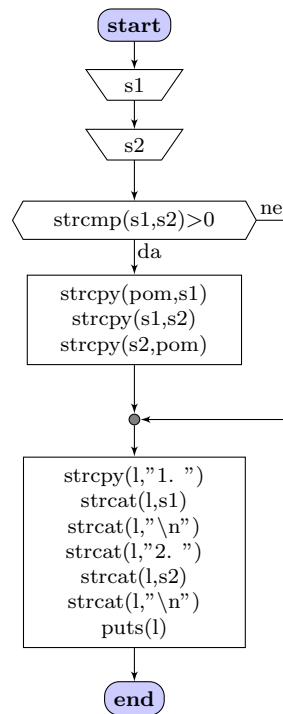 start
s1
s2
strcmp(s1,s2)>0
ne
da
strcpy(pom,s1)
strcpy(s1,s2)
strcpy(s2,pom)
strcpy(l,”1. ”)
strcat(l,s1)
strcat(l,”\n”)
strcat(l,”2. ”)
strcat(l,s2)
strcat(l,”\n”)
puts(l)
end